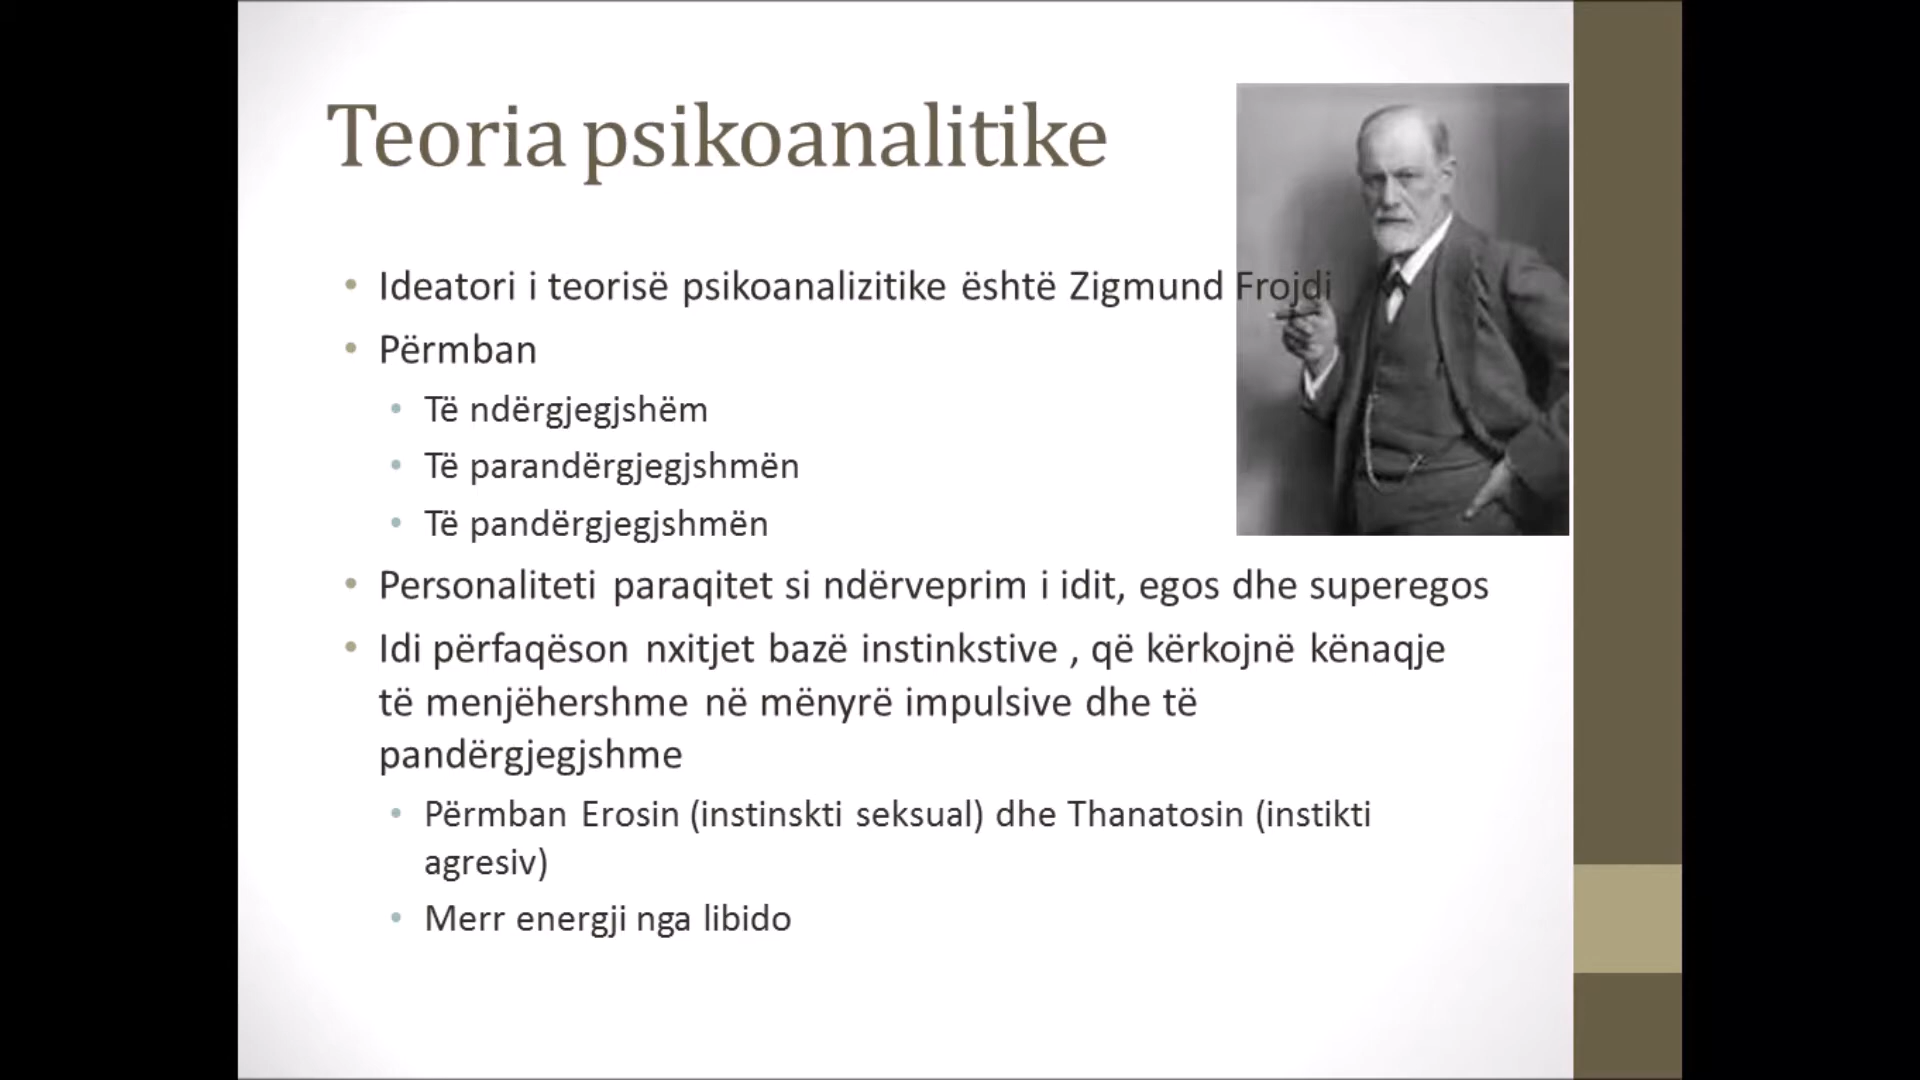 Teoria psikoanalitike
• Ideatori i teorisë psikoanalizitike është Zigmund Frojdi
• Përmban
• Të ndërgjegjshëm
• Të parandërgjegjshmën
• Të pandërgjegjshmën
• Personaliteti paraqitet si ndërveprim i idit, egos dhe superegos
• Idi përfaqëson nxitjet bazë instinkstive , që kërkojnë kënaqje
të menjëhershme në mënyrë impulsive dhe të
pandërgjegjshme
• Përmban Erosin (instinskti seksual) dhe Thanatosin (instikti
agresiv)
• Merr energji nga libido